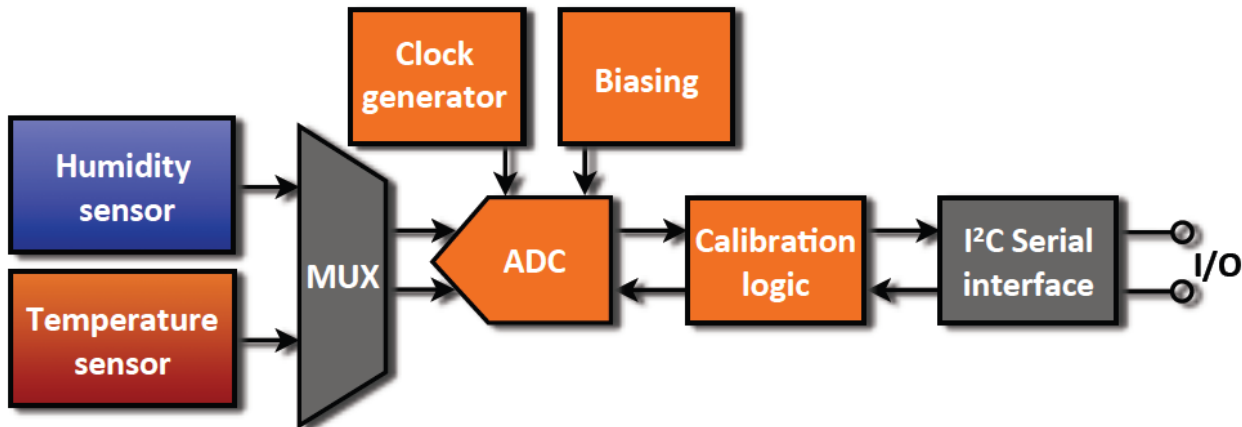 Clock
generator
Biasing
Humidity
sensor
Temperature
sensor
MUX
ADC
Calibration
logic
I²C Serial
interface
I/O